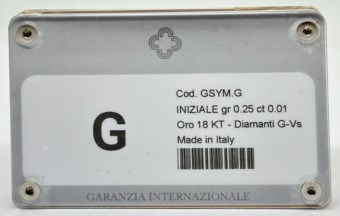 Cod. GSYM.G
INIZIALE gr 0.25 ct 0.01
G
Oro 18 KT - Diamanti G-Vs
Made in Italy
GARANZIA INTERNAZIONALE